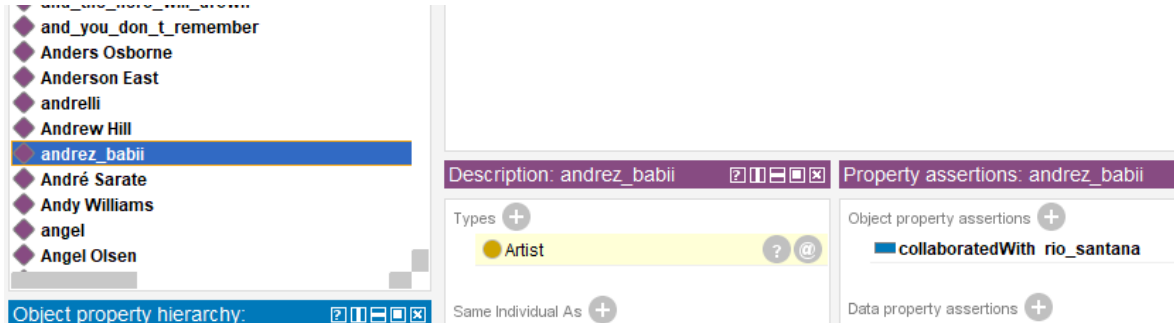 and_you_don_t_remember
Anders Osborne
Anderson East
andrelli
Andrew Hill
andrez_babii
André Sarate
Andy Williams
angel
Angel Olsen
Object property hierarchy:
Description: andrez_babii
Types
Artist
Same Individual As
Property assertions: andrez_babii
Object property assertions
collaboratedWith rio_santana
Data property assertions